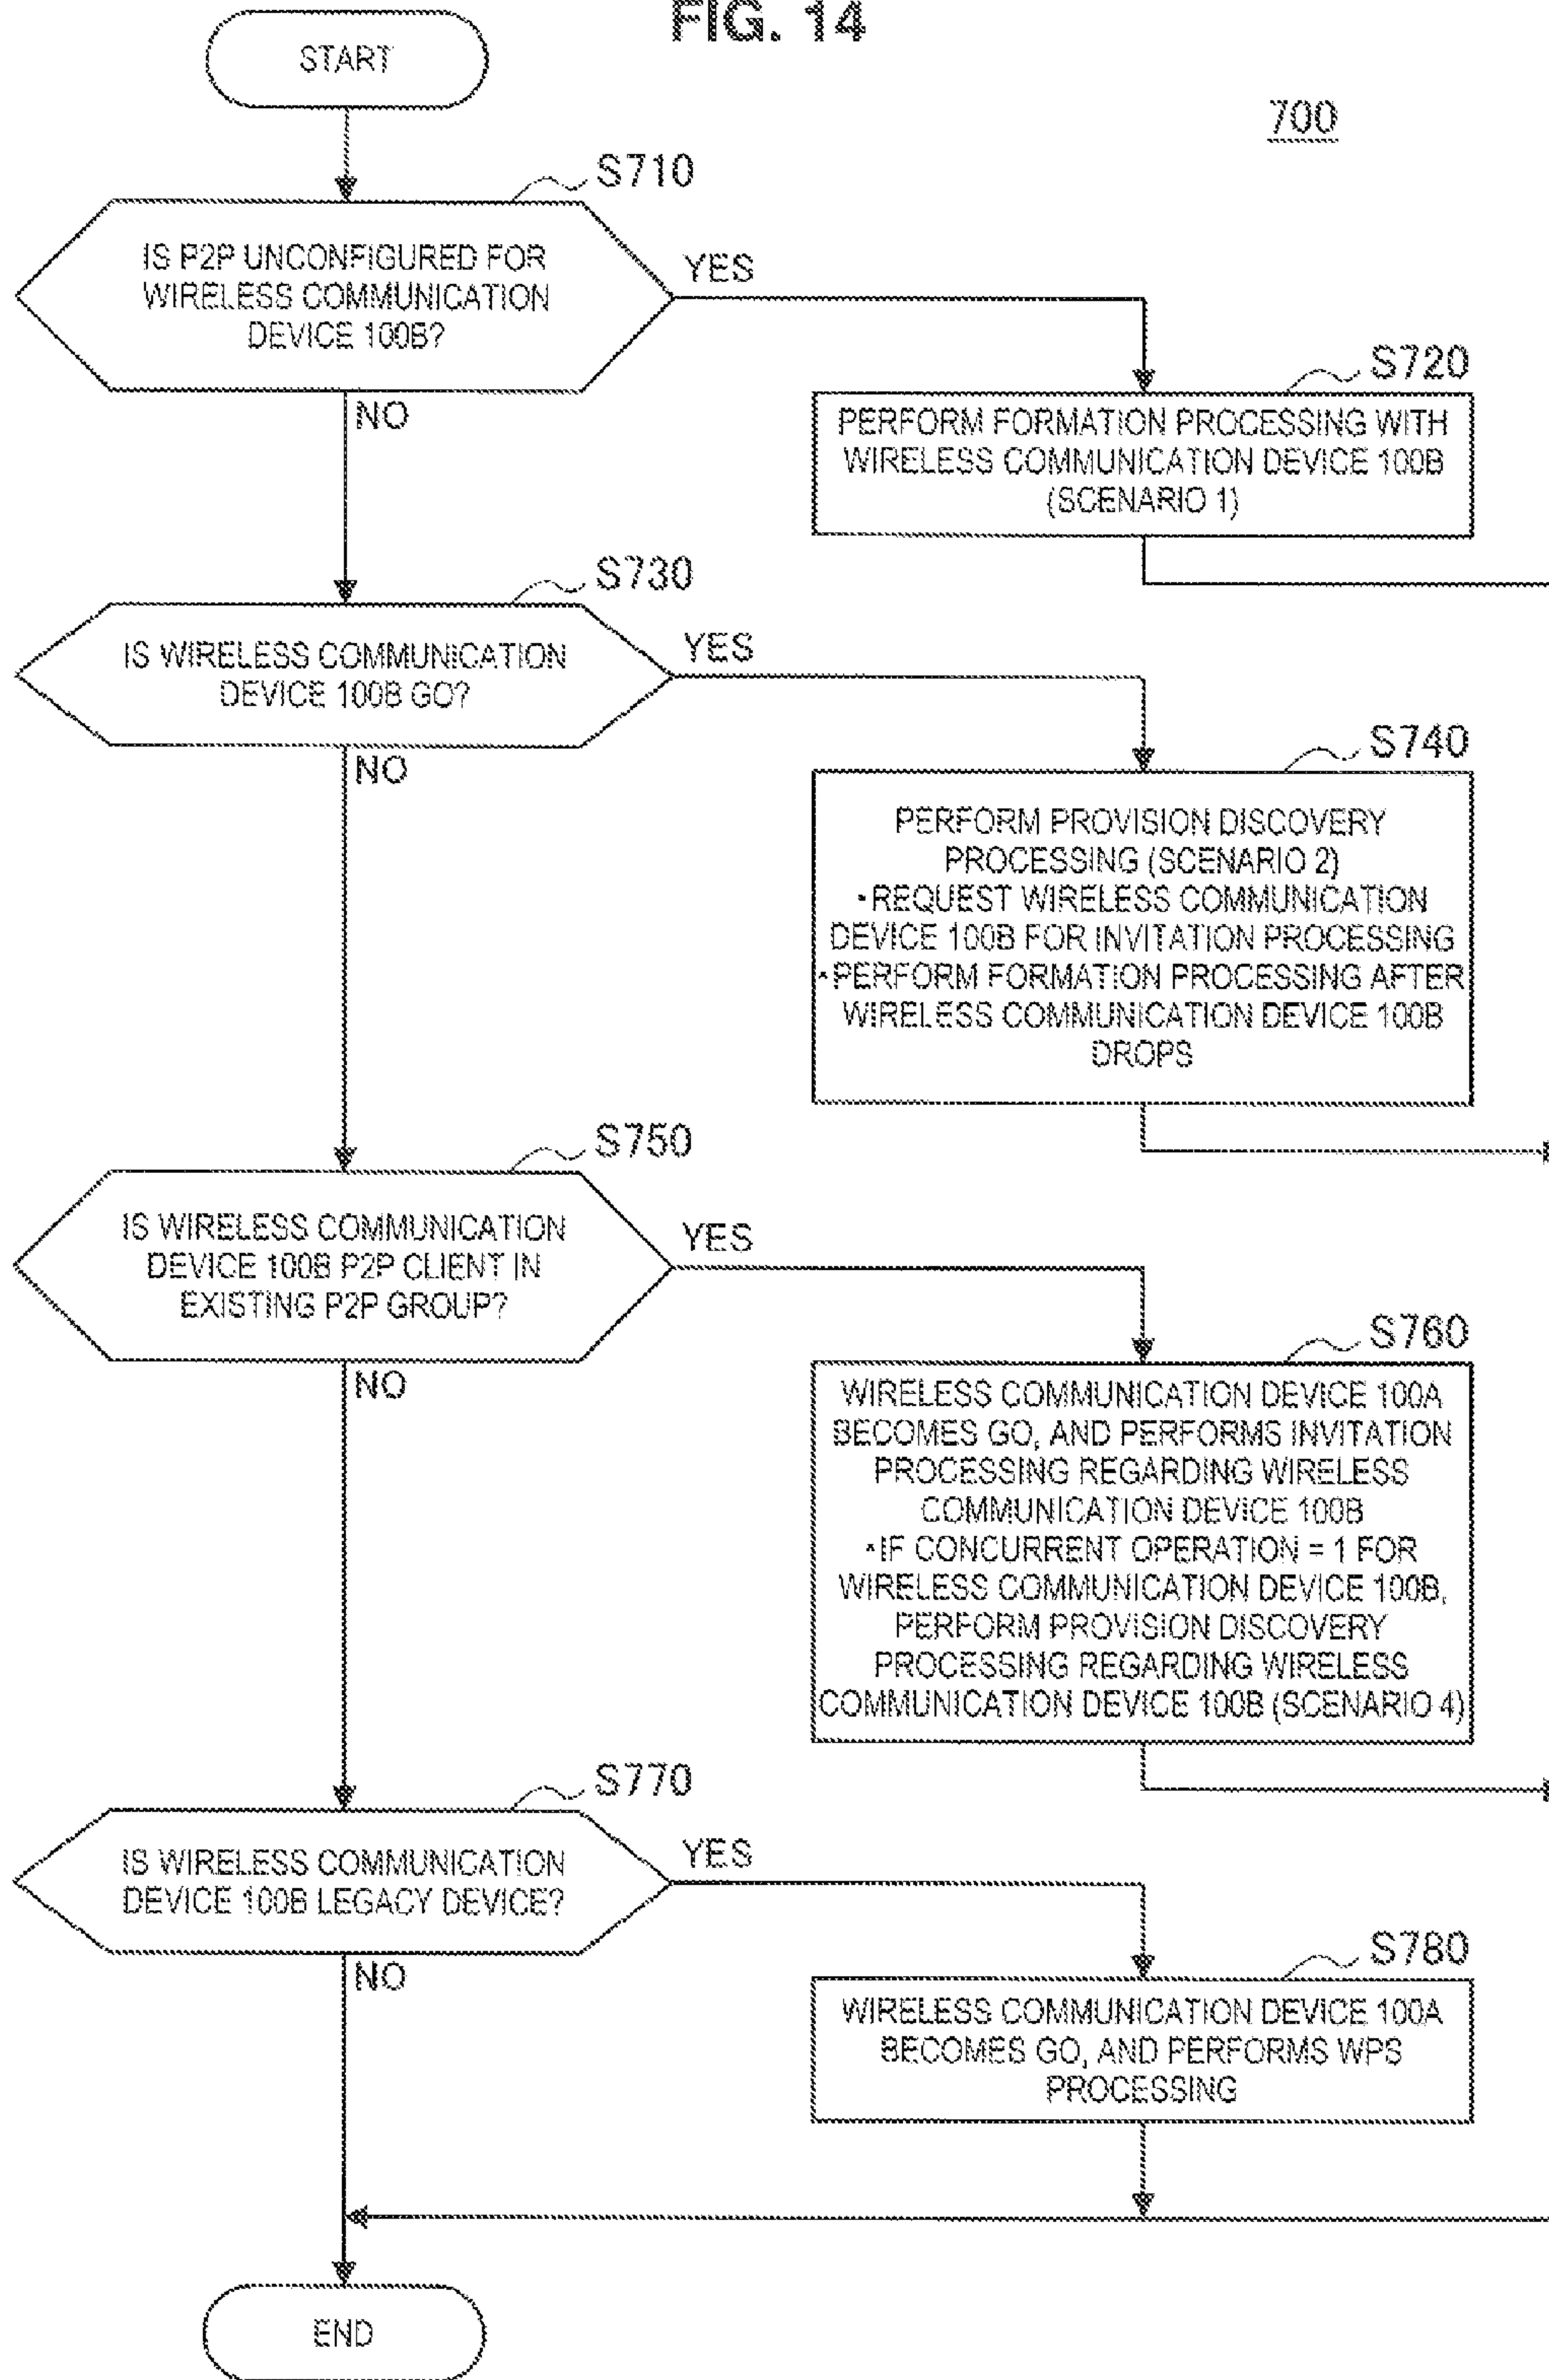 FIG. 14
START
700
S710
IS P2P UNCONFIGURED FOR
WIRELESS COMMUNICATION
DEVICE 100B?
YES
NO
S720
PERFORM FORMATION PROCESSING WITH
WIRELESS COMMUNICATION DEVICE 100B
(SCENARIO 1)
S730
IS WIRELESS COMMUNICATION
DEVICE 100B GO?
YES
NO
S740
PERFORM PROVISION DISCOVERY
PROCESSING (SCENARIO 2)
•REQUEST WIRELESS COMMUNICATION
DEVICE 100B FOR INVITATION PROCESSING
•PERFORM FORMATION PROCESSING AFTER
WIRELESS COMMUNICATION DEVICE 100B
DROPS
S750
IS WIRELESS COMMUNICATION
DEVICE 100B P2P CLIENT IN
EXISTING P2P GROUP?
YES
NO
S760
WIRELESS COMMUNICATION DEVICE 100A
BECOMES GO, AND PERFORMS INVITATION
PROCESSING REGARDING WIRELESS
COMMUNICATION DEVICE 100B
•IF CONCURRENT OPERATION = 1 FOR
WIRELESS COMMUNICATION DEVICE 100B,
PERFORM PROVISION DISCOVERY
PROCESSING REGARDING WIRELESS
COMMUNICATION DEVICE 100B (SCENARIO 4)
S770
IS WIRELESS COMMUNICATION
DEVICE 100B LEGACY DEVICE?
YES
NO
S780
WIRELESS COMMUNICATION DEVICE 100A
BECOMES GO, AND PERFORMS WPS
PROCESSING
END